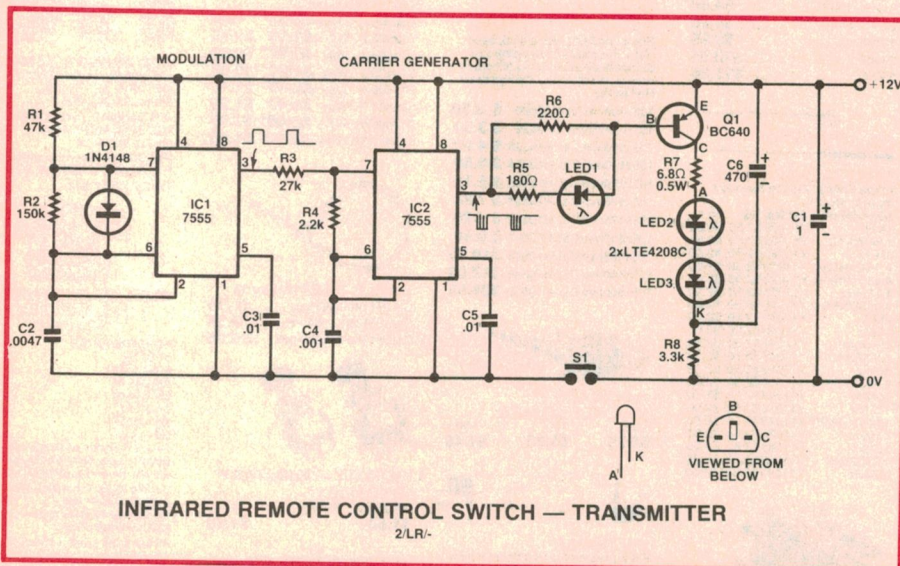 MODULATION
CARRIER GENERATOR
+12V
R1
47k
D1
1N4148
R2
150k
C2
.0047
4
8
7
3
6
5
2
1
IC1
7555
R3
27k
R4
2.2k
C3
.01
C4
.001
4
8
7
3
6
5
2
1
IC2
7555
C5
.01
R6
220Ω
R5
180Ω
LED1
λ
B
E
C
Q1
BC640
R7
6.8Ω
0.5W
A
LED2
λ
2xLTE4208C
LED3
λ
K
R8
3.3k
C6
470
+
−
C1
1
+
−
S1
0V
A
K
B
E
C
VIEWED FROM
BELOW
INFRARED REMOTE CONTROL SWITCH — TRANSMITTER
2/LR/-